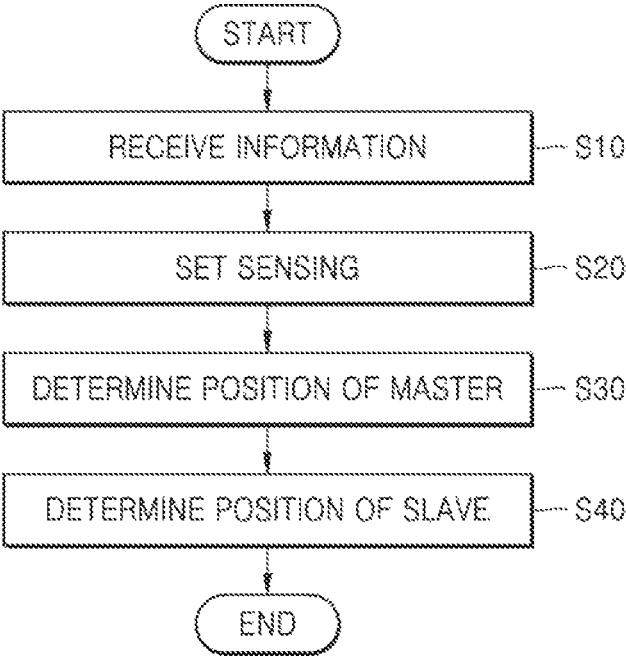 START
RECEIVE INFORMATION S10
SET SENSING S20
DETERMINE POSITION OF MASTER S30
DETERMINE POSITION OF SLAVE S40
END